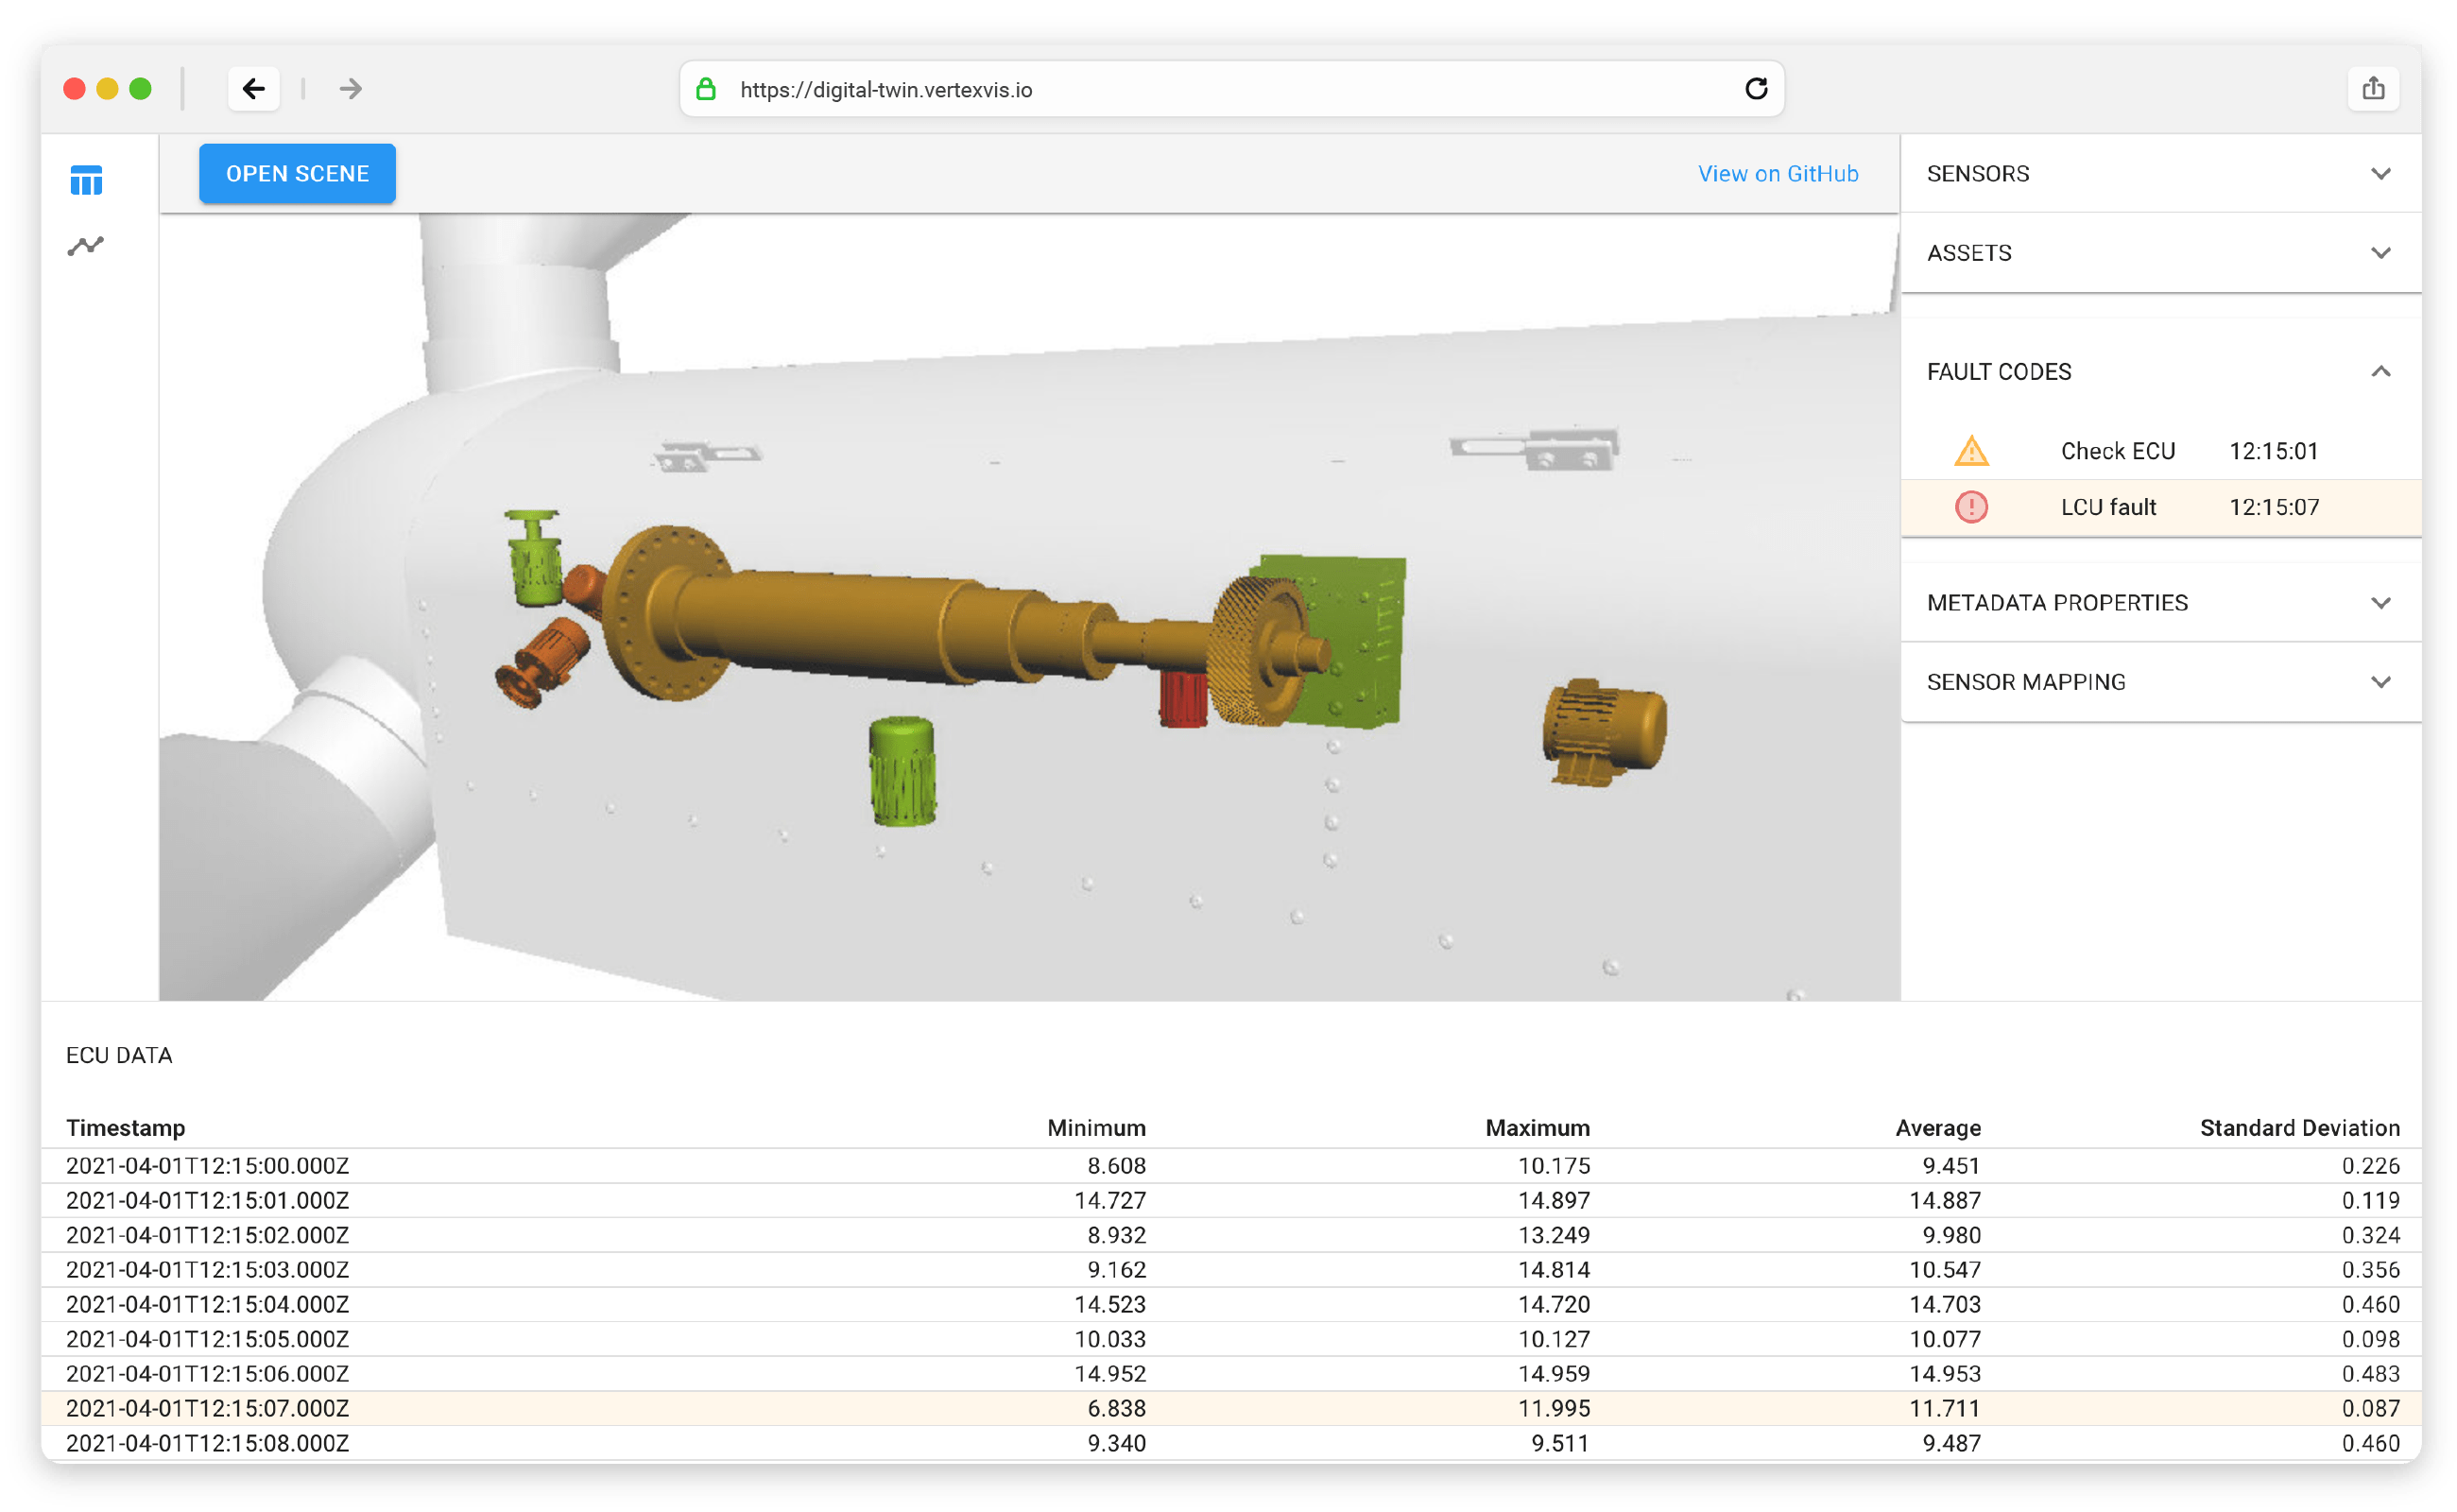 https://digital-twin.vertexvis.io
OPEN SCENE
View on GitHub
SENSORS
ASSETS
FAULT CODES
Check ECU 12:15:01
LCU fault 12:15:07
METADATA PROPERTIES
SENSOR MAPPING
ECU DATA
Timestamp Minimum Maximum Average Standard Deviation
2021-04-01T12:15:00.000Z 8.608 10.175 9.451 0.226
2021-04-01T12:15:01.000Z 14.727 14.897 14.887 0.119
2021-04-01T12:15:02.000Z 8.932 13.249 9.980 0.324
2021-04-01T12:15:03.000Z 9.162 14.814 10.547 0.356
2021-04-01T12:15:04.000Z 14.523 14.720 14.703 0.460
2021-04-01T12:15:05.000Z 10.033 10.127 10.077 0.098
2021-04-01T12:15:06.000Z 14.952 14.959 14.953 0.483
2021-04-01T12:15:07.000Z 6.838 11.995 11.711 0.087
2021-04-01T12:15:08.000Z 9.340 9.511 9.487 0.460